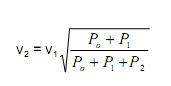 v₂ = v₁ √((Pₒ + P₁) / (Pₒ + P₁ + P₂))